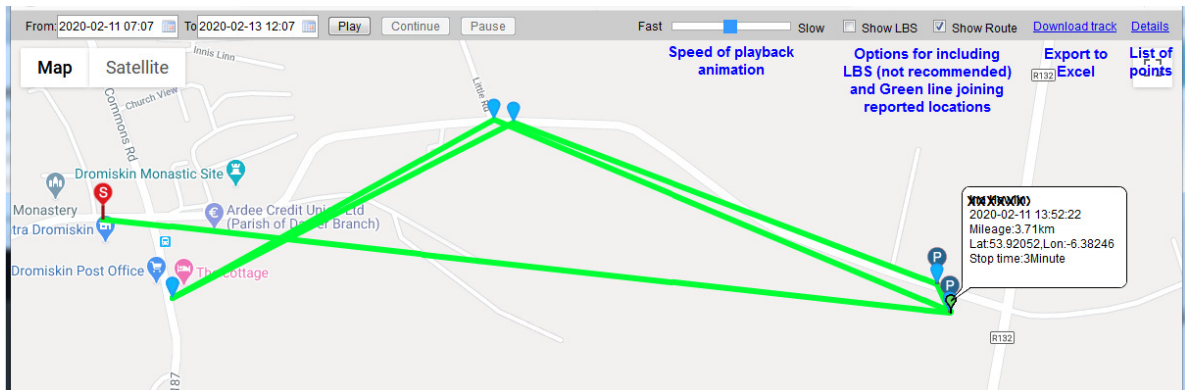 From: 2020-02-11 07:07 To 2020-02-13 12:07 Play Continue Pause Fast Slow Show LBS Show Route Download track Details
Speed of playback
animation
Options for including
LBS (not recommended)
and Green line joining
reported locations
Export to
Excel
List of
points
Map Satellite
Innis Linn
Church View
Commons Rd
Little Rd
R132
Dromiskin Monastic Site
S
Monastery
tra Dromiskin
Ardee Credit Union Ltd
(Parish of Darver Branch)
Dromiskin Post Office
The Cottage
P
P
2020-02-11 13:52:22
Mileage:3.71km
Lat:53.92052,Lon:-6.38246
Stop time:3Minute
R132
187